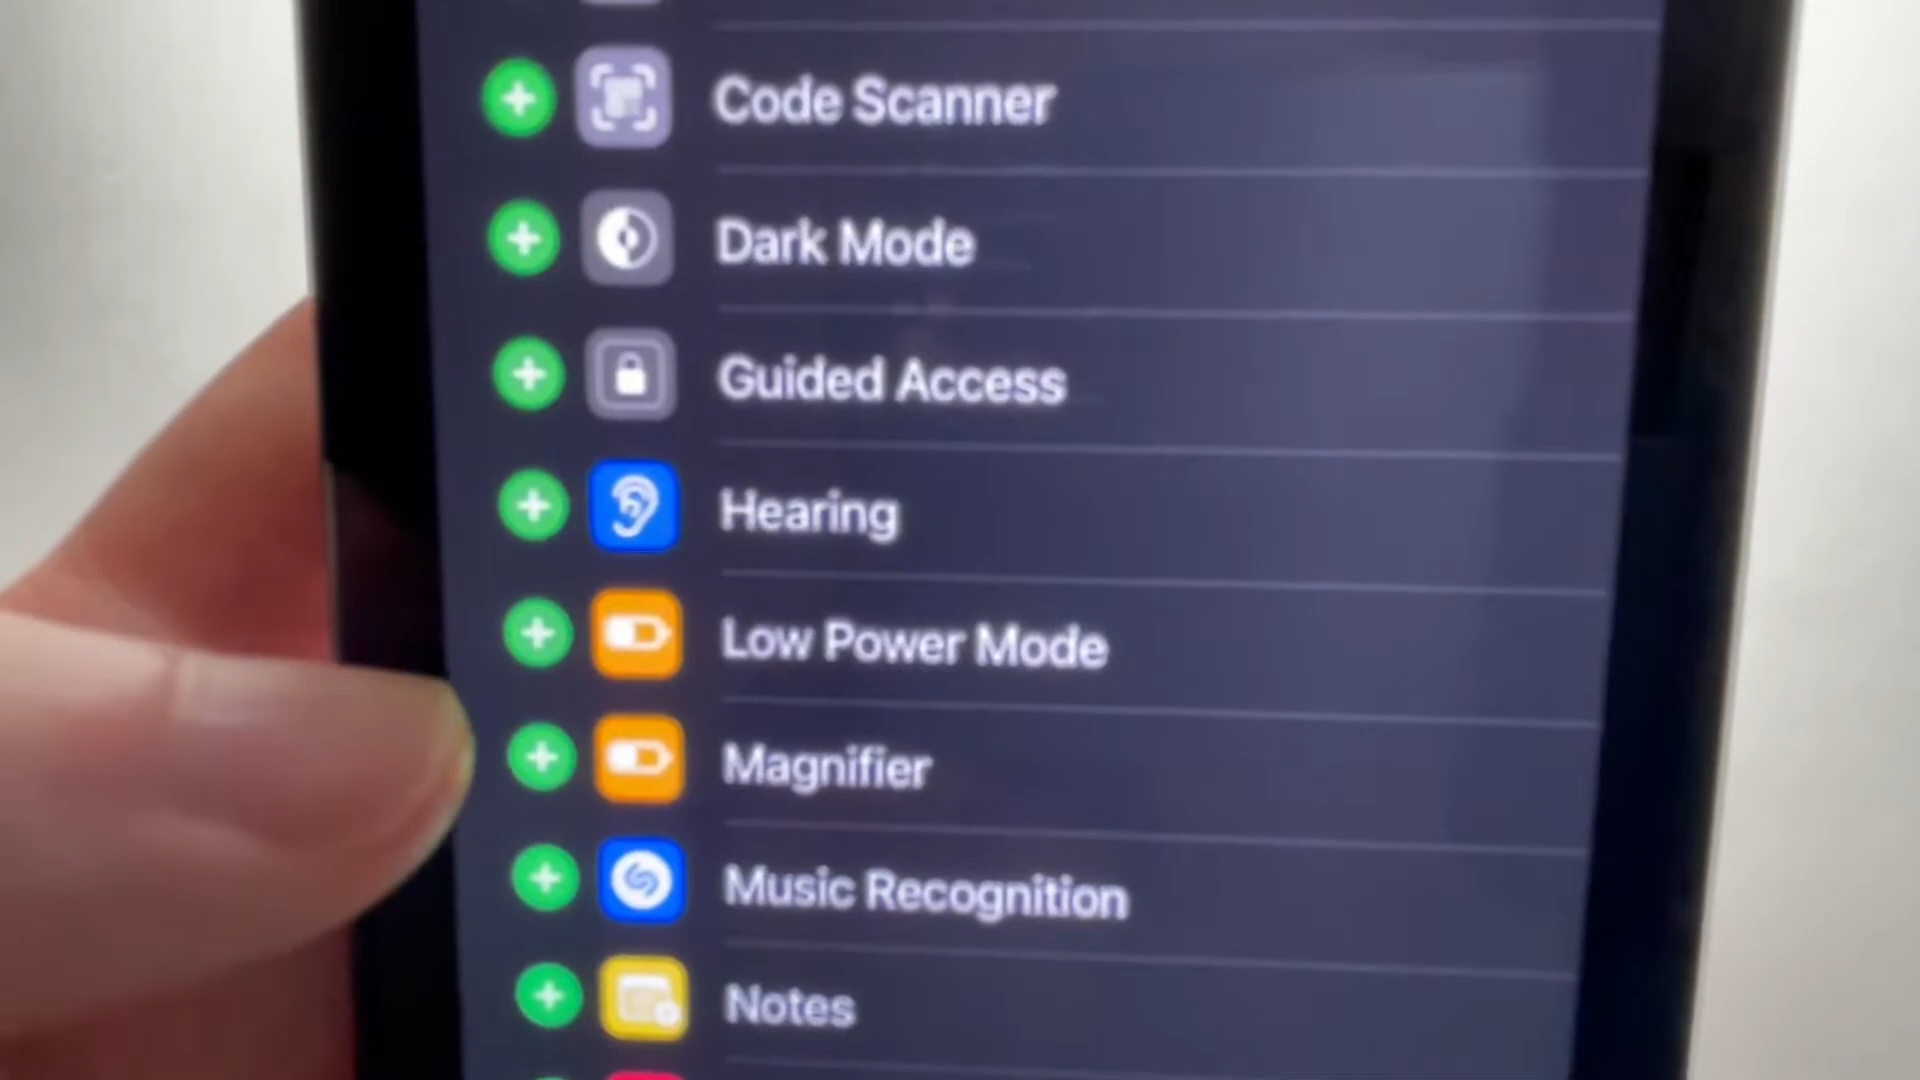 Code Scanner
Dark Mode
Guided Access
Hearing
Low Power Mode
Magnifier
Music Recognition
Notes